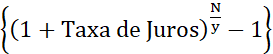 {(1 + Taxa de Juros)^(N/y) − 1}